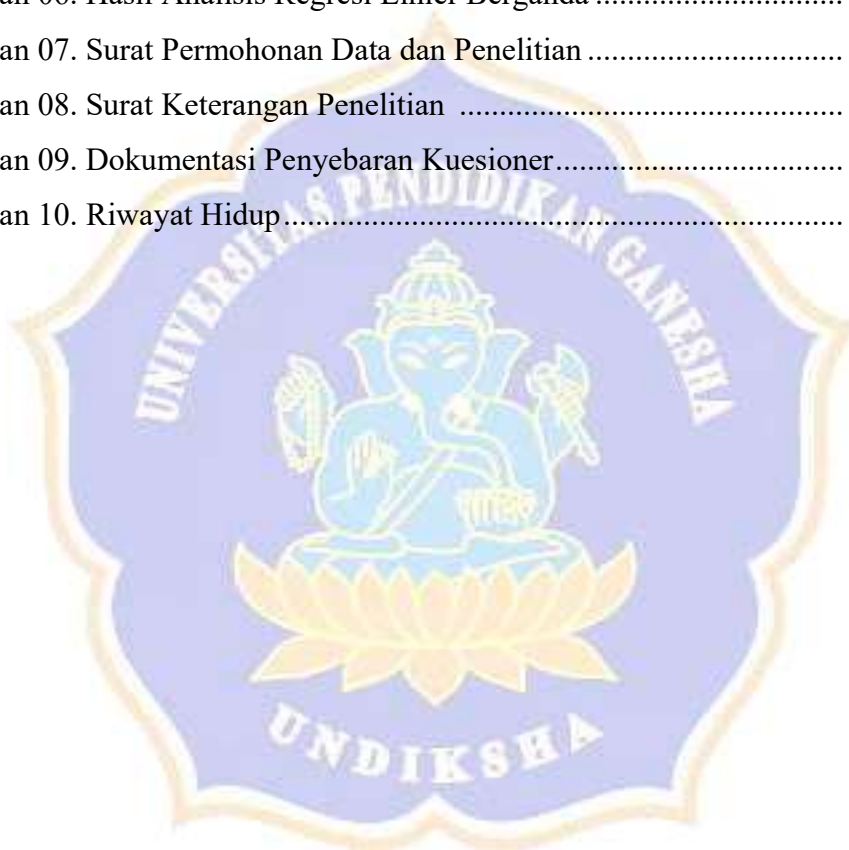 an 06. Hasil Analisis Regresi Linier Berganda ..............................
an 07. Surat Permohonan Data dan Penelitian ..............................
an 08. Surat Keterangan Penelitian ..............................................
an 09. Dokumentasi Penyebaran Kuesioner ...................................
an 10. Riwayat Hidup .....................................................................
UNIVERSITAS PENDIDIKAN GANESHA
UNDIKSHA